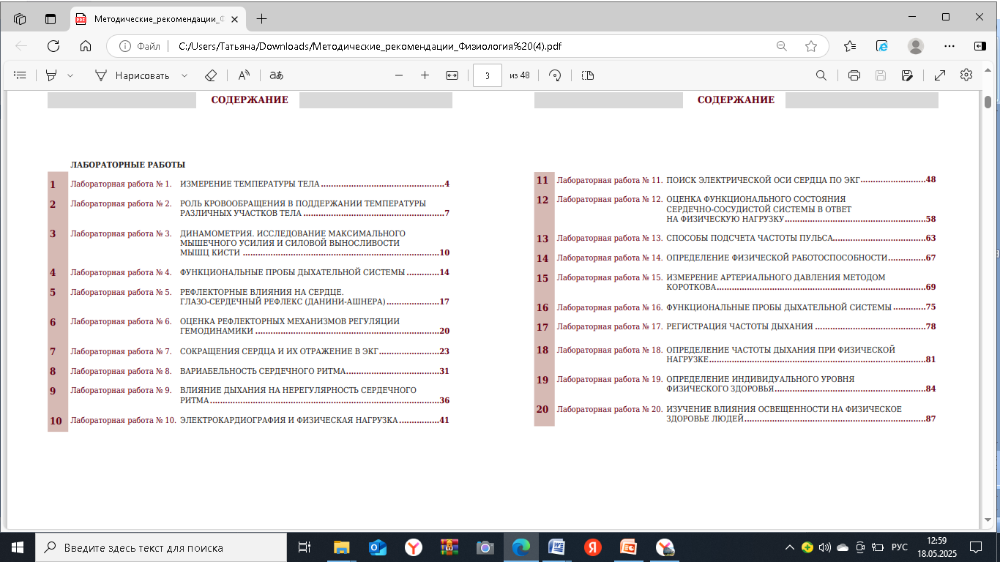 Методические_рекомендации_Ф
Файл
C:/Users/Татьяна/Downloads/Методические_рекомендации_Физиология%20(4).pdf
Нарисовать
3
из 48
СОДЕРЖАНИЕ
ЛАБОРАТОРНЫЕ РАБОТЫ
1 Лабораторная работа № 1. ИЗМЕРЕНИЕ ТЕМПЕРАТУРЫ ТЕЛА ................................................4
2 Лабораторная работа № 2. РОЛЬ КРОВООБРАЩЕНИЯ В ПОДДЕРЖАНИИ ТЕМПЕРАТУРЫ
РАЗЛИЧНЫХ УЧАСТКОВ ТЕЛА ........................................................7
3 Лабораторная работа № 3. ДИНАМОМЕТРИЯ. ИССЛЕДОВАНИЕ МАКСИМАЛЬНОГО
МЫШЕЧНОГО УСИЛИЯ И СИЛОВОЙ ВЫНОСЛИВОСТИ
МЫШЦ КИСТИ ..............................................................................10
4 Лабораторная работа № 4. ФУНКЦИОНАЛЬНЫЕ ПРОБЫ ДЫХАТЕЛЬНОЙ СИСТЕМЫ .............14
5 Лабораторная работа № 5. РЕФЛЕКТОРНЫЕ ВЛИЯНИЯ НА СЕРДЦЕ.
ГЛАЗО-СЕРДЕЧНЫЙ РЕФЛЕКС (ДАНИНИ-АШНЕРА) .....................17
6 Лабораторная работа № 6. ОЦЕНКА РЕФЛЕКТОРНЫХ МЕХАНИЗМОВ РЕГУЛЯЦИИ
ГЕМОДИНАМИКИ .........................................................................20
7 Лабораторная работа № 7. СОКРАЩЕНИЯ СЕРДЦА И ИХ ОТРАЖЕНИЕ В ЭКГ........................23
8 Лабораторная работа № 8. ВАРИАБЕЛЬНОСТЬ СЕРДЕЧНОГО РИТМА.....................................31
9 Лабораторная работа № 9. ВЛИЯНИЕ ДЫХАНИЯ НА НЕРЕГУЛЯРНОСТЬ СЕРДЕЧНОГО
РИТМА...........................................................................................36
10 Лабораторная работа № 10. ЭЛЕКТРОКАРДИОГРАФИЯ И ФИЗИЧЕСКАЯ НАГРУЗКА................41
СОДЕРЖАНИЕ
11 Лабораторная работа № 11. ПОИСК ЭЛЕКТРИЧЕСКОЙ ОСИ СЕРДЦА ПО ЭКГ..........................48
12 Лабораторная работа № 12. ОЦЕНКА ФУНКЦИОНАЛЬНОГО СОСТОЯНИЯ
СЕРДЕЧНО-СОСУДИСТОЙ СИСТЕМЫ В ОТВЕТ
НА ФИЗИЧЕСКУЮ НАГРУЗКУ........................................................58
13 Лабораторная работа № 13. СПОСОБЫ ПОДСЧЕТА ЧАСТОТЫ ПУЛЬСА.....................................63
14 Лабораторная работа № 14. ОПРЕДЕЛЕНИЕ ФИЗИЧЕСКОЙ РАБОТОСПОСОБНОСТИ...............67
15 Лабораторная работа № 15. ИЗМЕРЕНИЕ АРТЕРИАЛЬНОГО ДАВЛЕНИЯ МЕТОДОМ
КОРОТКОВА...................................................................................69
16 Лабораторная работа № 16. ФУНКЦИОНАЛЬНЫЕ ПРОБЫ ДЫХАТЕЛЬНОЙ СИСТЕМЫ .............75
17 Лабораторная работа № 17. РЕГИСТРАЦИЯ ЧАСТОТЫ ДЫХАНИЯ ............................................78
18 Лабораторная работа № 18. ОПРЕДЕЛЕНИЕ ЧАСТОТЫ ДЫХАНИЯ ПРИ ФИЗИЧЕСКОЙ
НАГРУЗКЕ......................................................................................81
19 Лабораторная работа № 19. ОПРЕДЕЛЕНИЕ ИНДИВИДУАЛЬНОГО УРОВНЯ
ФИЗИЧЕСКОГО ЗДОРОВЬЯ............................................................84
20 Лабораторная работа № 20. ИЗУЧЕНИЕ ВЛИЯНИЯ ОСВЕЩЕННОСТИ НА ФИЗИЧЕСКОЕ
ЗДОРОВЬЕ ЛЮДЕЙ........................................................................87
Введите здесь текст для поиска
РУС
12:59
18.05.2025